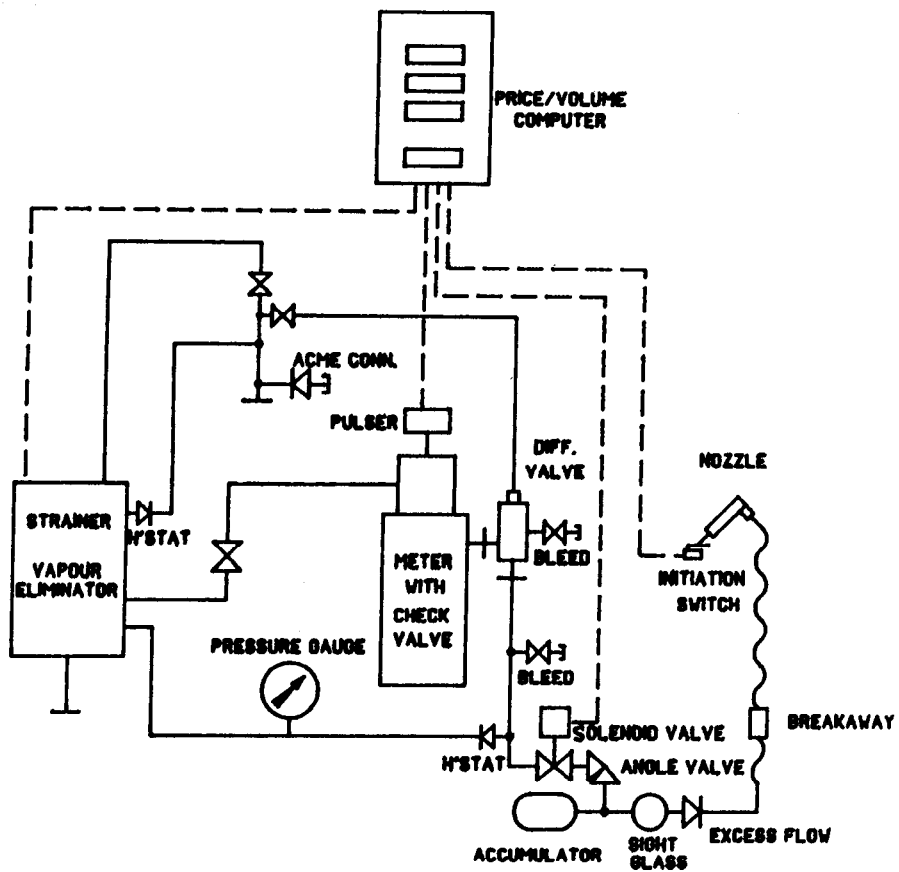 PRICE/VOLUME
COMPUTER
ACME CONN.
PULSER
DIFF.
VALVE
NOZZLE
STRAINER
H'STAT
VAPOUR
ELIMINATOR
METER
WITH
CHECK
VALVE
BLEED
INITIATION
SWITCH
PRESSURE GAUGE
BLEED
BREAKAWAY
SOLENOID VALVE
H'STAT
ANGLE VALVE
EXCESS FLOW
SIGHT
GLASS
ACCUMULATOR